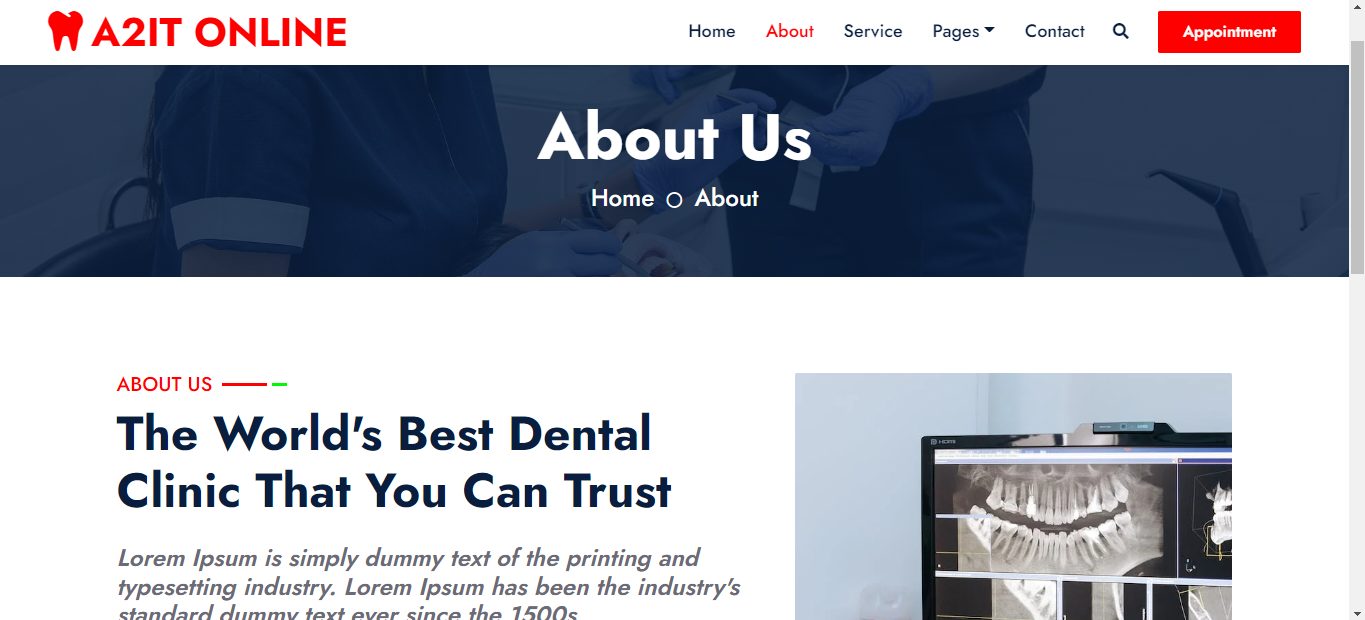 A2IT ONLINE
Home About Service Pages Contact Appointment
About Us
Home About
ABOUT US
The World's Best Dental
Clinic That You Can Trust
Lorem Ipsum is simply dummy text of the printing and
typesetting industry. Lorem Ipsum has been the industry's
standard dummy text ever since the 1500s
HDMI